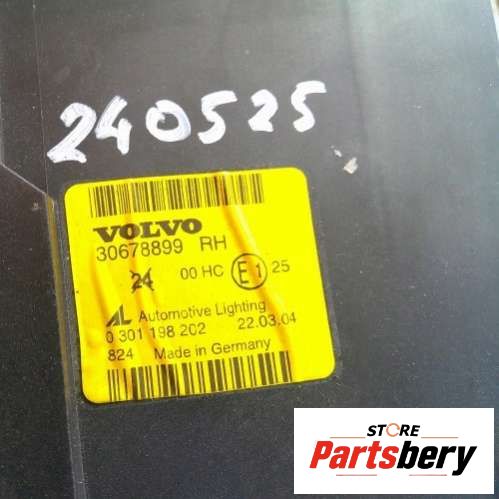 240525
VOLVO
30678899 RH
24 00 HC E1 25
AL Automotive Lighting
0 301 198 202 22.03.04
824 Made in Germany
STORE
Partsbery